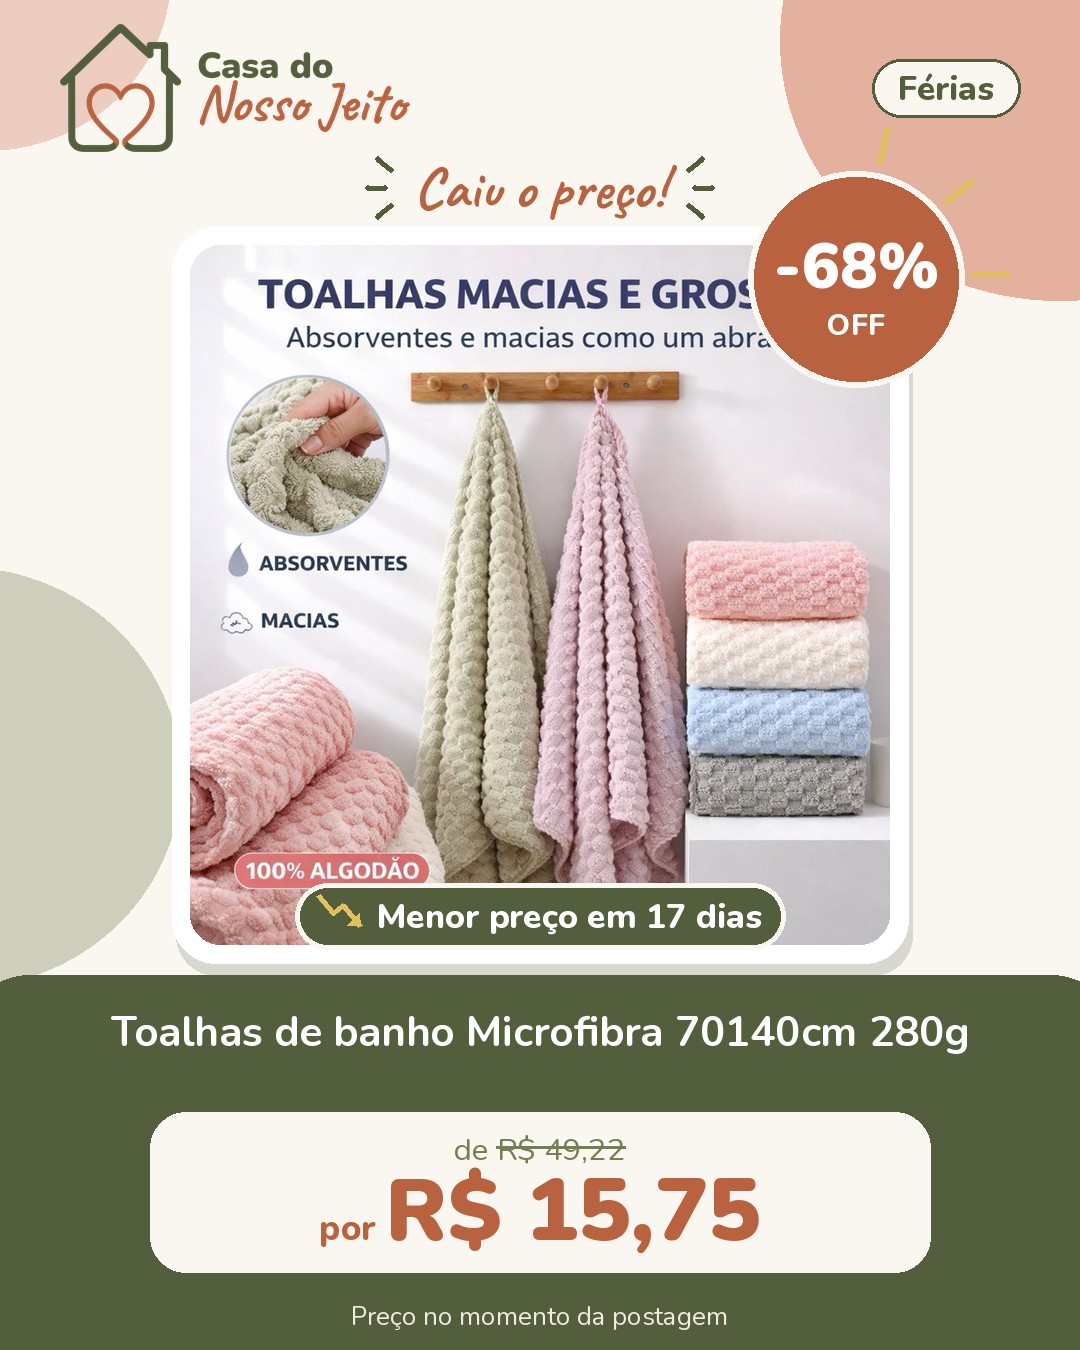 Casa do
Nosso Jeito
Férias
Caiu o preço!
-68%
OFF
TOALHAS MACIAS E
Absorventes e macias como um
ABSORVENTES
MACIAS
100% ALGODÃO
Menor preço em 17 dias
Toalhas de banho Microfibra 70140cm 280g
de R$ 49,22
por R$ 15,75
Preço no momento da postagem